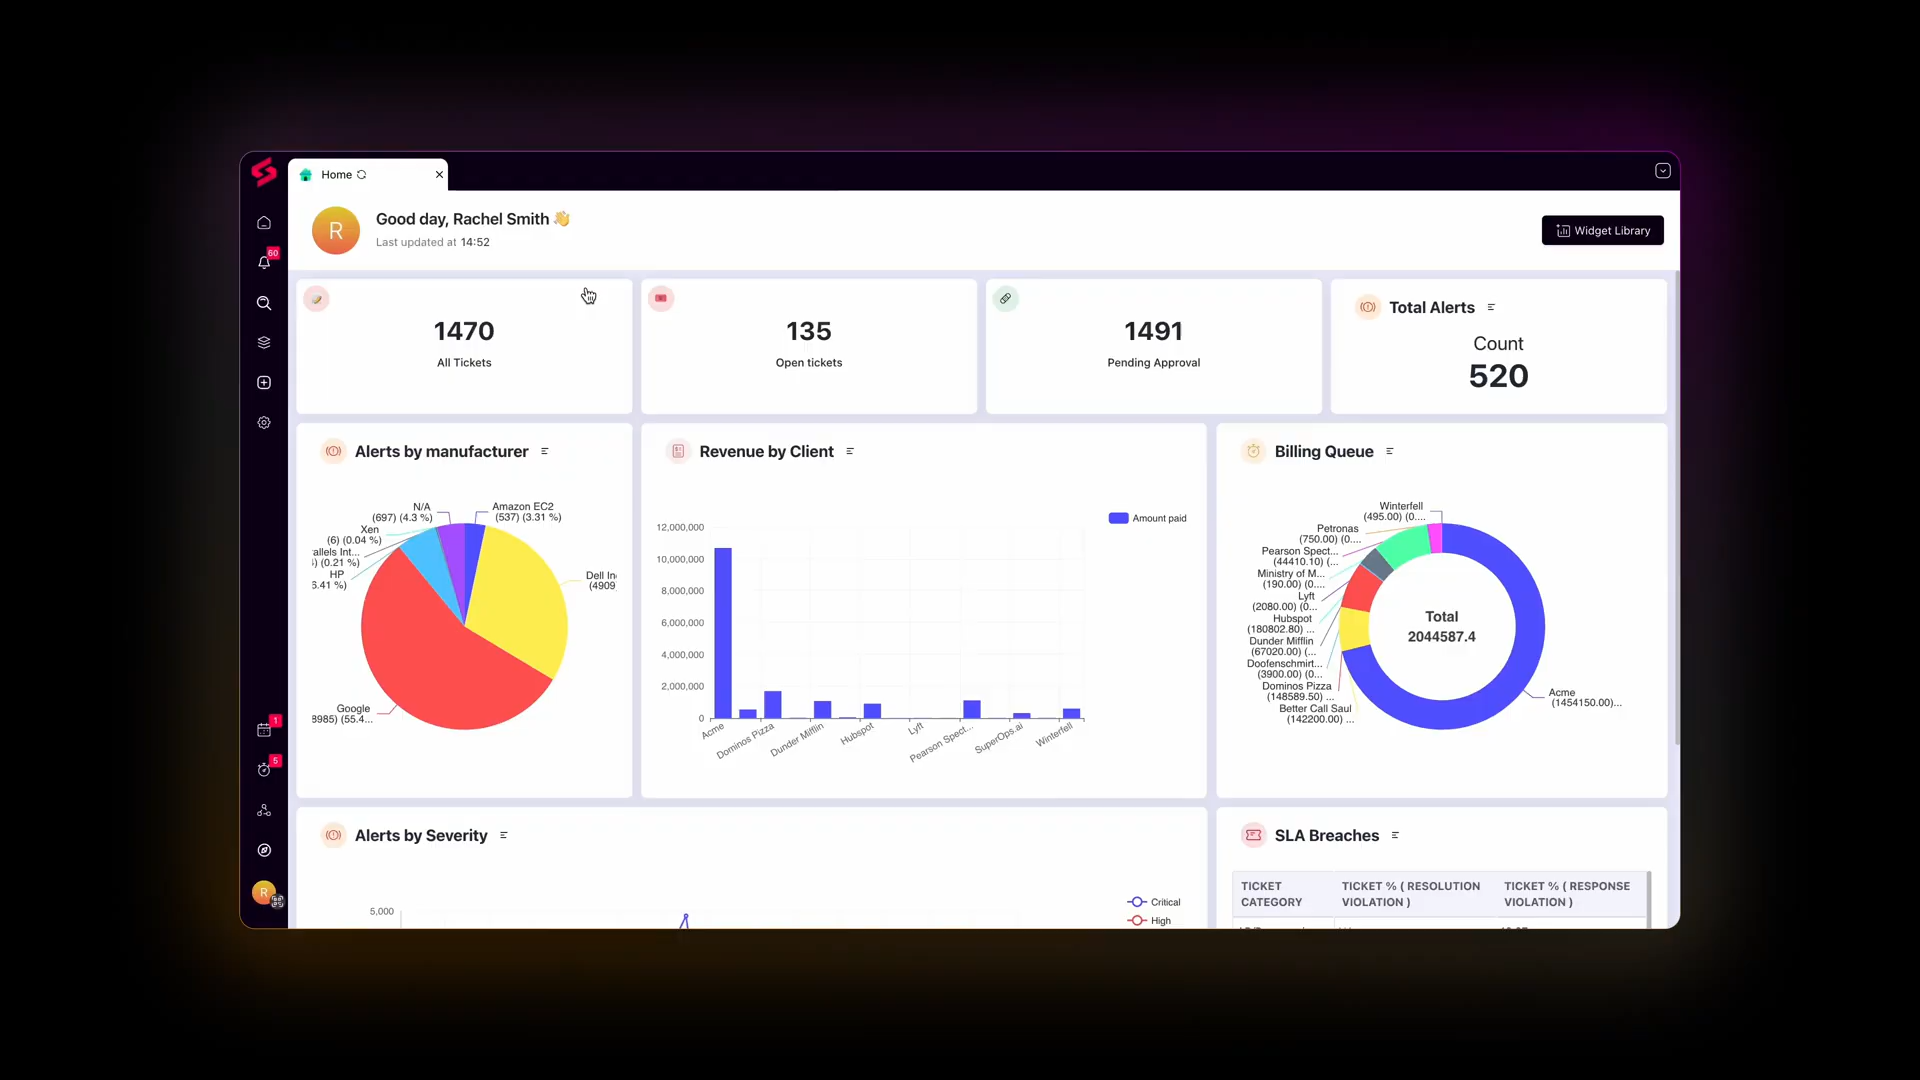 Home
60
Good day, Rachel Smith 👋
Last updated at 14:52
Widget Library
1470
All Tickets
135
Open tickets
1491
Pending Approval
Total Alerts
Count
520
Alerts by manufacturer
N/A
(697) (4.3 %)
Amazon EC2
(537) (3.31 %)
Xen
(6) (0.04 %)
allels Int...
) (0.21 %)
HP
.41 %)
Dell In
(4909
Google
985) (55.4...
Revenue by Client
Amount paid
12,000,000
10,000,000
8,000,000
6,000,000
4,000,000
2,000,000
0
Acme
Dominos Pizza
Dunder Mifflin
Hubspot
Lyft
Pearson Spect...
SuperOps.ai
Winterfell
Billing Queue
Winterfell
(495.00) (0....
Petronas
(750.00) (0....
Pearson Spect...
(44410.10) (...
Ministry of M...
(190.00) (0....
Lyft
(2080.00) (0...
Hubspot
(180802.80) ...
Dunder Mifflin
(67020.00) (...
Doofenschmirt...
(3900.00) (0...
Dominos Pizza
(148589.50) ...
Better Call Saul
(142200.00) ...
Total
2044587.4
Acme
(1454150.00)...
1
5
R
R
Alerts by Severity
5,000
Critical
High
SLA Breaches
TICKET CATEGORY
TICKET % ( RESOLUTION VIOLATION )
TICKET % ( RESPONSE VIOLATION )